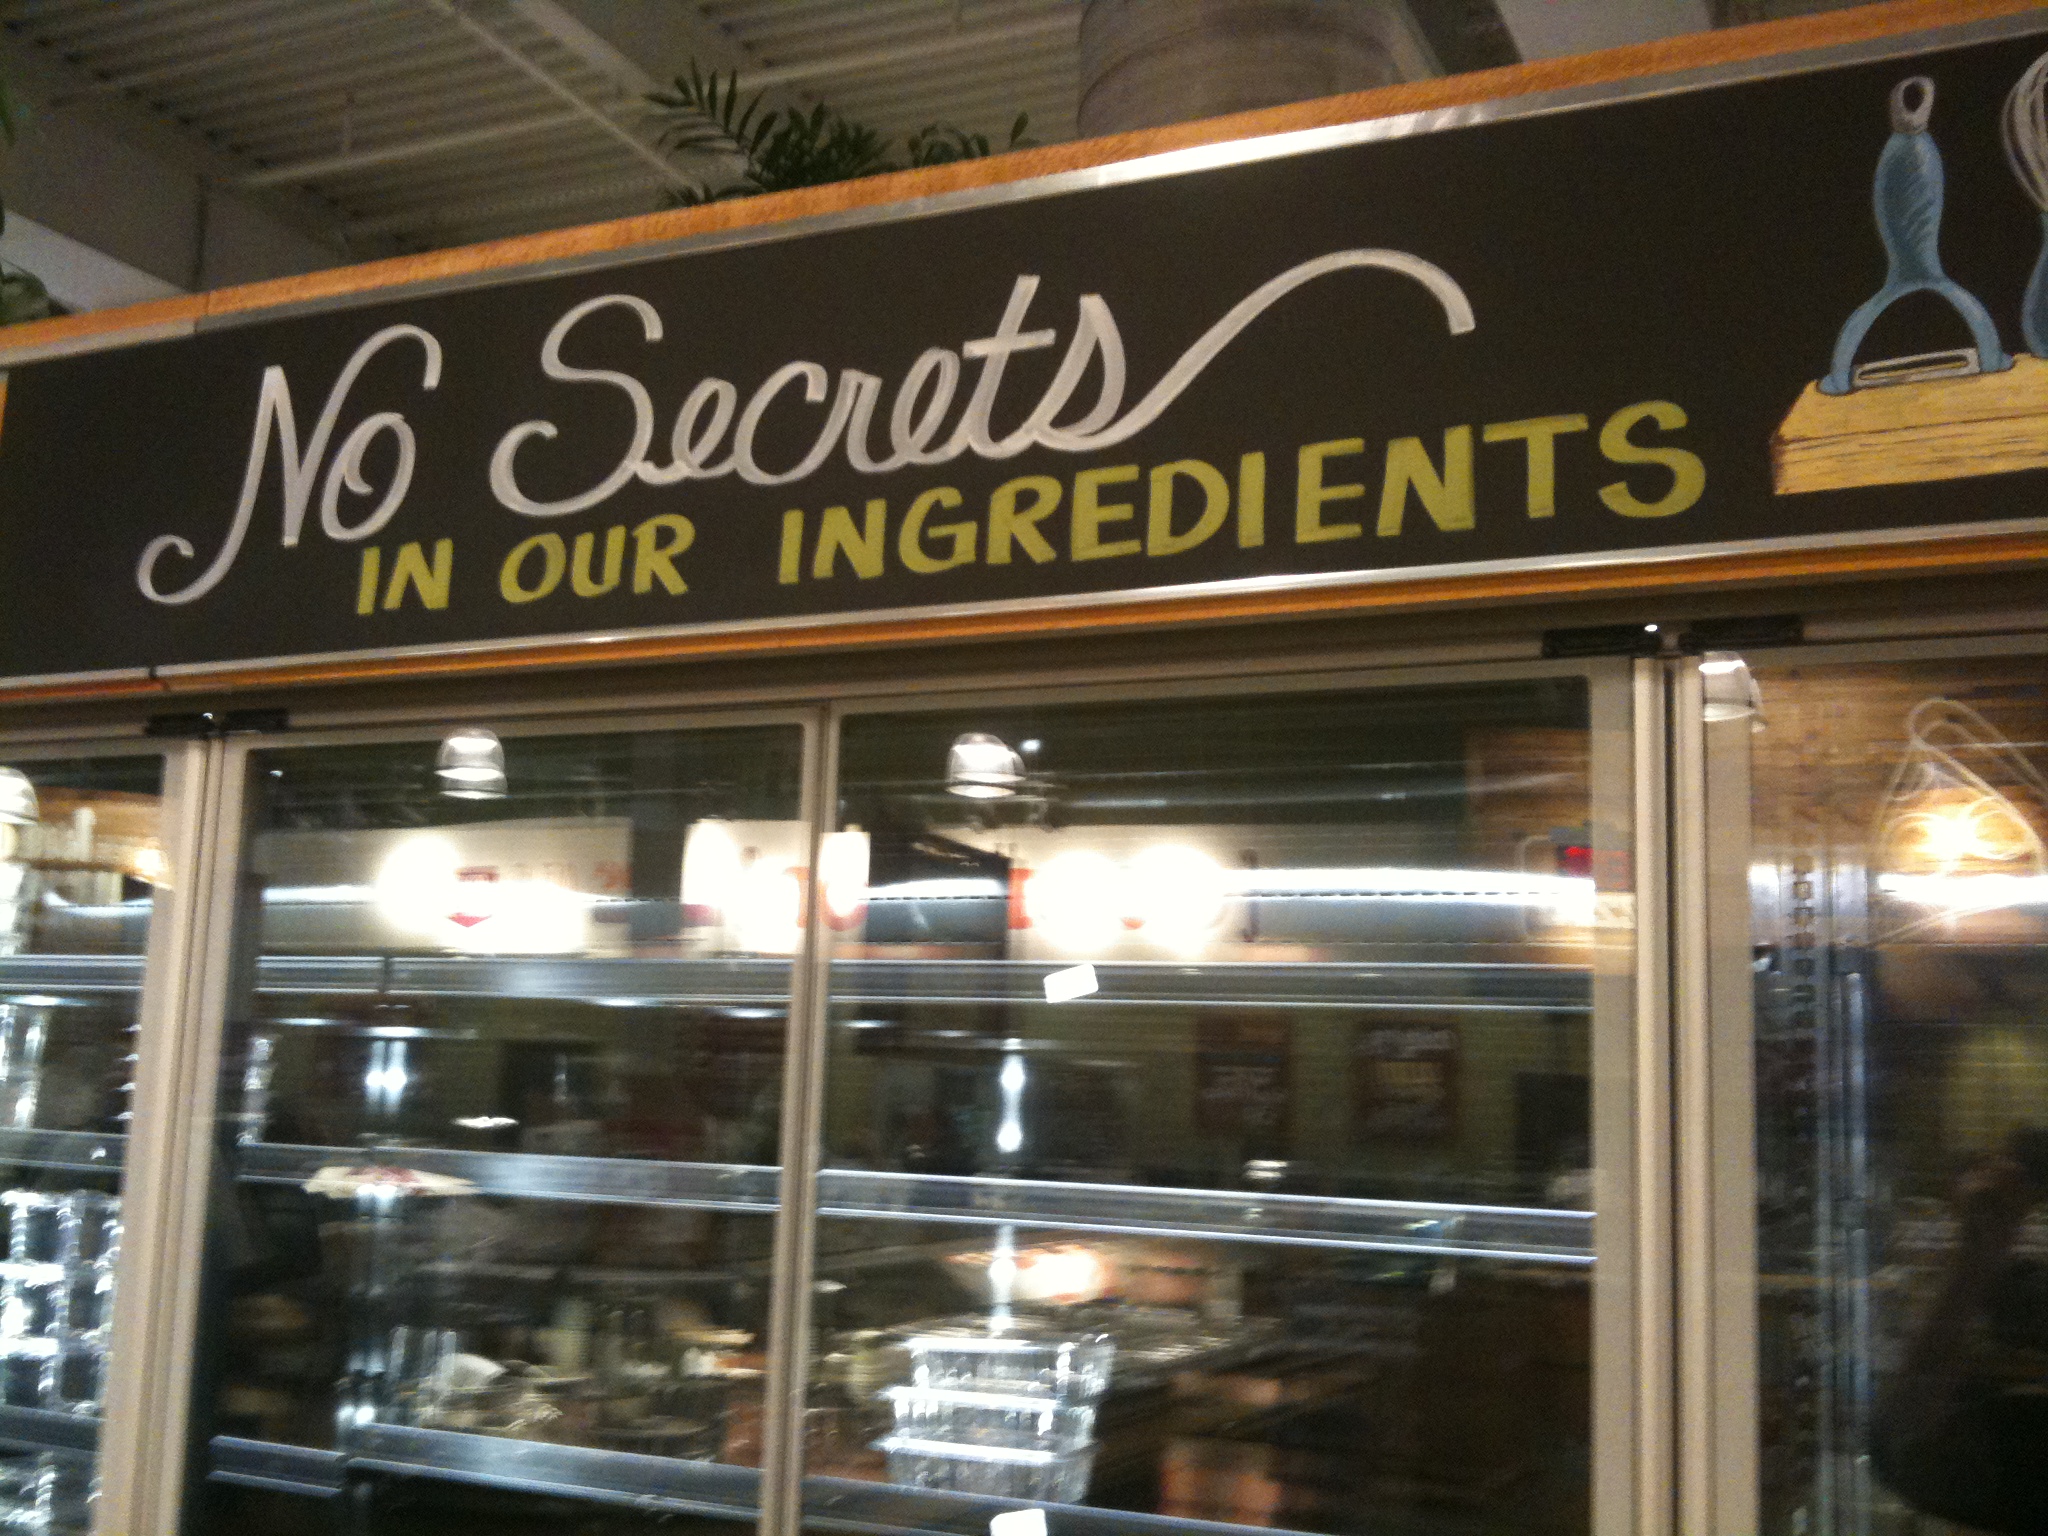 No Secrets
IN OUR INGREDIENTS